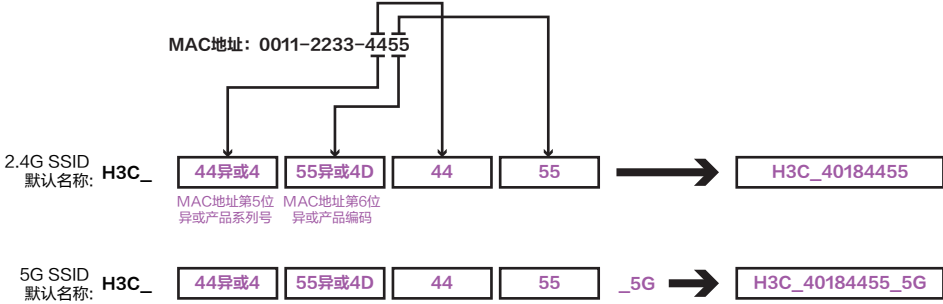 MAC地址：0011-2233-4455
2.4G SSID
默认名称:
H3C_
44异或4
55异或4D
44
55
H3C_40184455
MAC地址第5位
异或产品系列号
MAC地址第6位
异或产品编码
5G SSID
默认名称:
H3C_
44异或4
55异或4D
44
55
_5G
H3C_40184455_5G